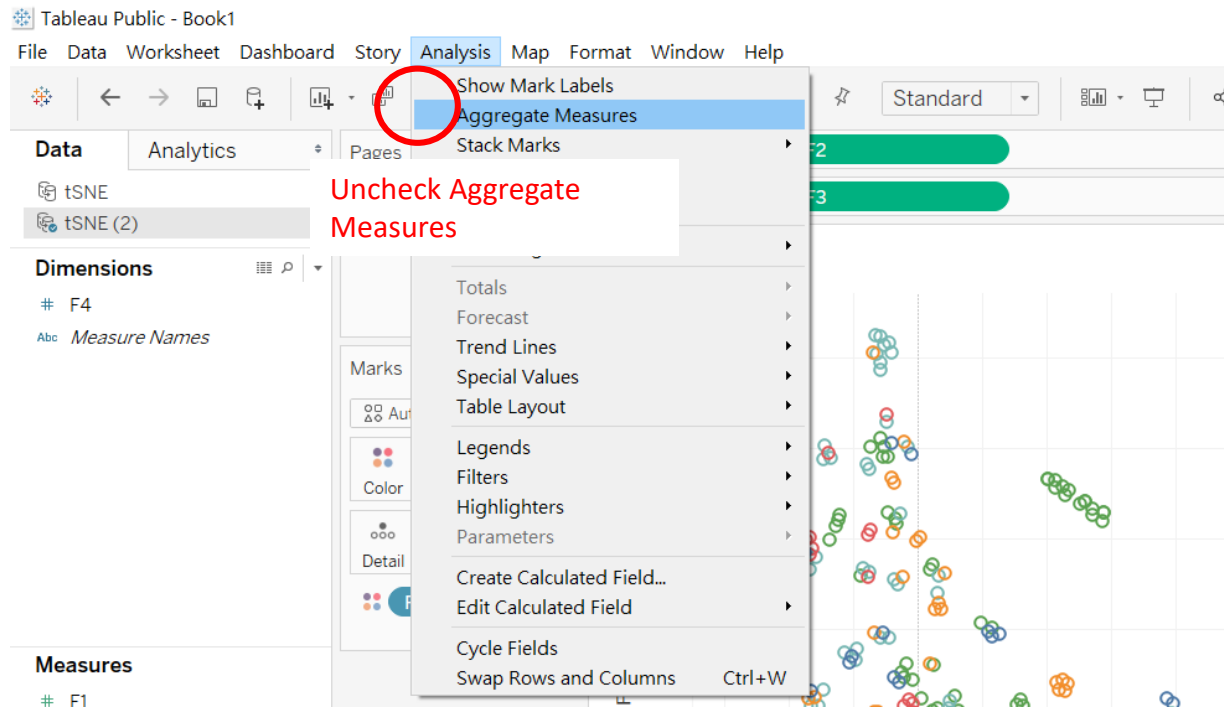 Tableau Public - Book1
File Data Worksheet Dashboard Story Analysis Map Format Window Help
Show Mark Labels
Standard
Aggregate Measures
Data Analytics Pages
Stack Marks
F2
tSNE
Uncheck Aggregate
Measures
F3
tSNE (2)
Dimensions
F4
Totals
Abc Measure Names
Forecast
Trend Lines
Marks
Special Values
Table Layout
Legends
Color
Filters
Highlighters
Parameters
Detail
Create Calculated Field...
Edit Calculated Field
Cycle Fields
Measures
Swap Rows and Columns Ctrl+W
F1